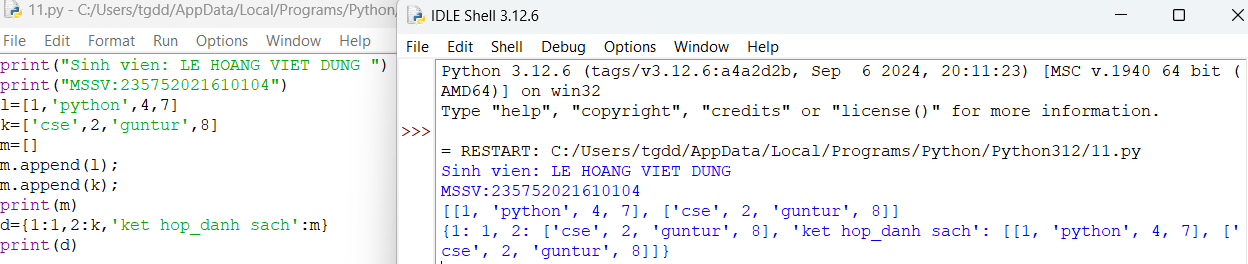 11.py - C:/Users/tgdd/AppData/Local/Programs/Python,
File Edit Format Run Options Window Help
print("Sinh vien: LE HOANG VIET DUNG ")
print("MSSV:235752021610104")
l=[1,'python',4,7]
k=['cse',2,'guntur',8]
m=[]
m.append(l);
m.append(k);
print(m)
d={1:1,2:k,'ket hop_danh sach':m}
print(d)
IDLE Shell 3.12.6
File Edit Shell Debug Options Window Help
Python 3.12.6 (tags/v3.12.6:a4a2d2b, Sep  6 2024, 20:11:23) [MSC v.1940 64 bit (
AMD64)] on win32
Type "help", "copyright", "credits" or "license()" for more information.
>>>
= RESTART: C:/Users/tgdd/AppData/Local/Programs/Python/Python312/11.py
Sinh vien: LE HOANG VIET DUNG
MSSV:235752021610104
[[1, 'python', 4, 7], ['cse', 2, 'guntur', 8]]
{1: 1, 2: ['cse', 2, 'guntur', 8], 'ket hop_danh sach': [[1, 'python', 4, 7], ['
cse', 2, 'guntur', 8]]}